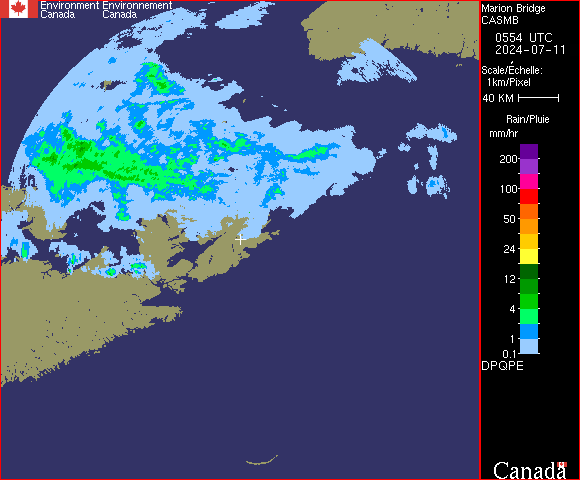 Environment Environnement
Canada Canada
Marion Bridge
CASMB
0554 UTC
2024-07-11
Scale/Échelle:
1km/Pixel
40 KM
Rain/Pluie
mm/hr
200
100
50
24
12
4
1
0.1
DPQPE
Canada